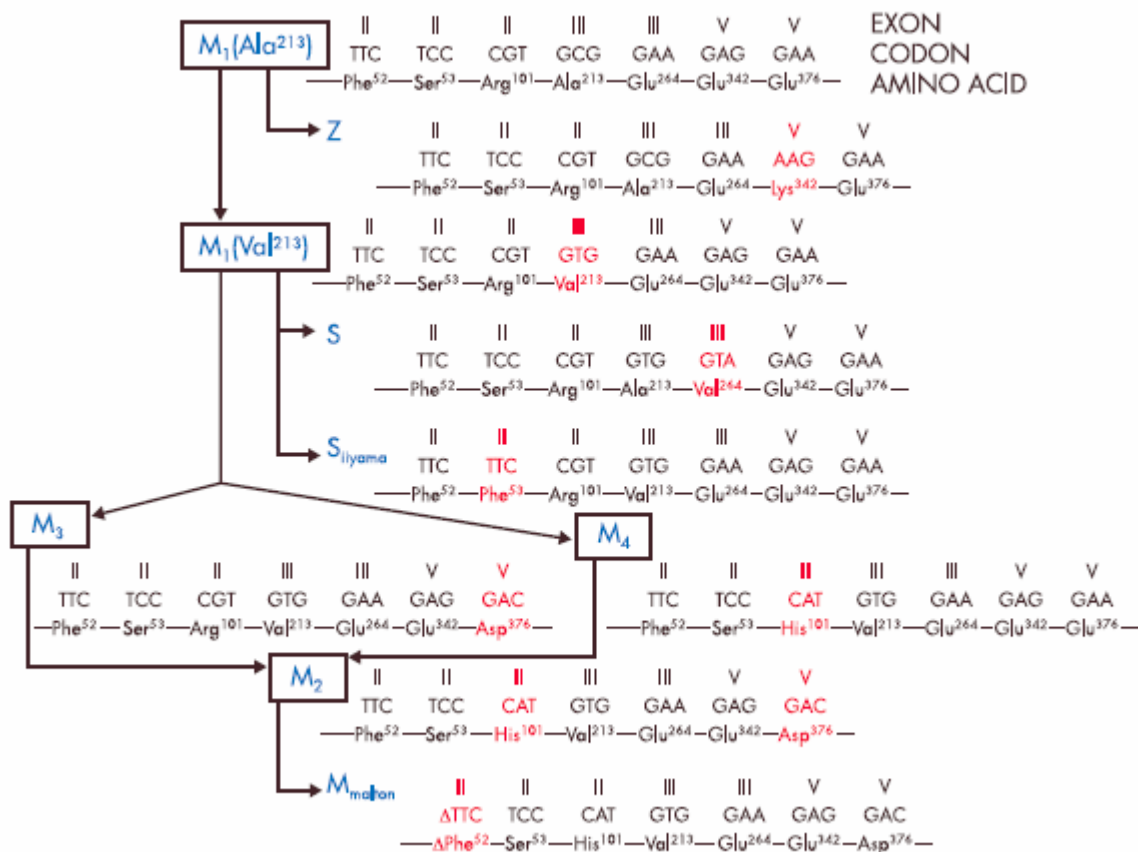 M₁(Ala²¹³)
II II II III III V V EXON
TTC TCC CGT GCG GAA GAG GAA CODON
Phe⁵² Ser⁵³ Arg¹⁰¹ Ala²¹³ Glu²⁶⁴ Glu³⁴² Glu³⁷⁶ AMINO ACID
Z
II II II III III V V
TTC TCC CGT GCG GAA AAG GAA
Phe⁵² Ser⁵³ Arg¹⁰¹ Ala²¹³ Glu²⁶⁴ Lys³⁴² Glu³⁷⁶
M₁(Val²¹³)
II II II III III V V
TTC TCC CGT GTG GAA GAG GAA
Phe⁵² Ser⁵³ Arg¹⁰¹ Val²¹³ Glu²⁶⁴ Glu³⁴² Glu³⁷⁶
S
II II II III III V V
TTC TCC CGT GTG GTA GAG GAA
Phe⁵² Ser⁵³ Arg¹⁰¹ Ala²¹³ Val²⁶⁴ Glu³⁴² Glu³⁷⁶
Siiyama
II II II III III V V
TTC TTC CGT GTG GAA GAG GAA
Phe⁵² Phe⁵³ Arg¹⁰¹ Val²¹³ Glu²⁶⁴ Glu³⁴² Glu³⁷⁶
M₃
II II II III III V V
TTC TCC CGT GTG GAA GAG GAC
Phe⁵² Ser⁵³ Arg¹⁰¹ Val²¹³ Glu²⁶⁴ Glu³⁴² Asp³⁷⁶
M₄
II II II III III V V
TTC TCC CAT GTG GAA GAG GAA
Phe⁵² Ser⁵³ His¹⁰¹ Val²¹³ Glu²⁶⁴ Glu³⁴² Glu³⁷⁶
M₂
II II II III III V V
TTC TCC CAT GTG GAA GAG GAC
Phe⁵² Ser⁵³ His¹⁰¹ Val²¹³ Glu²⁶⁴ Glu³⁴² Asp³⁷⁶
Mmalton
II II II III III V V
ΔTTC TCC CAT GTG GAA GAG GAC
ΔPhe⁵² Ser⁵³ His¹⁰¹ Val²¹³ Glu²⁶⁴ Glu³⁴² Asp³⁷⁶